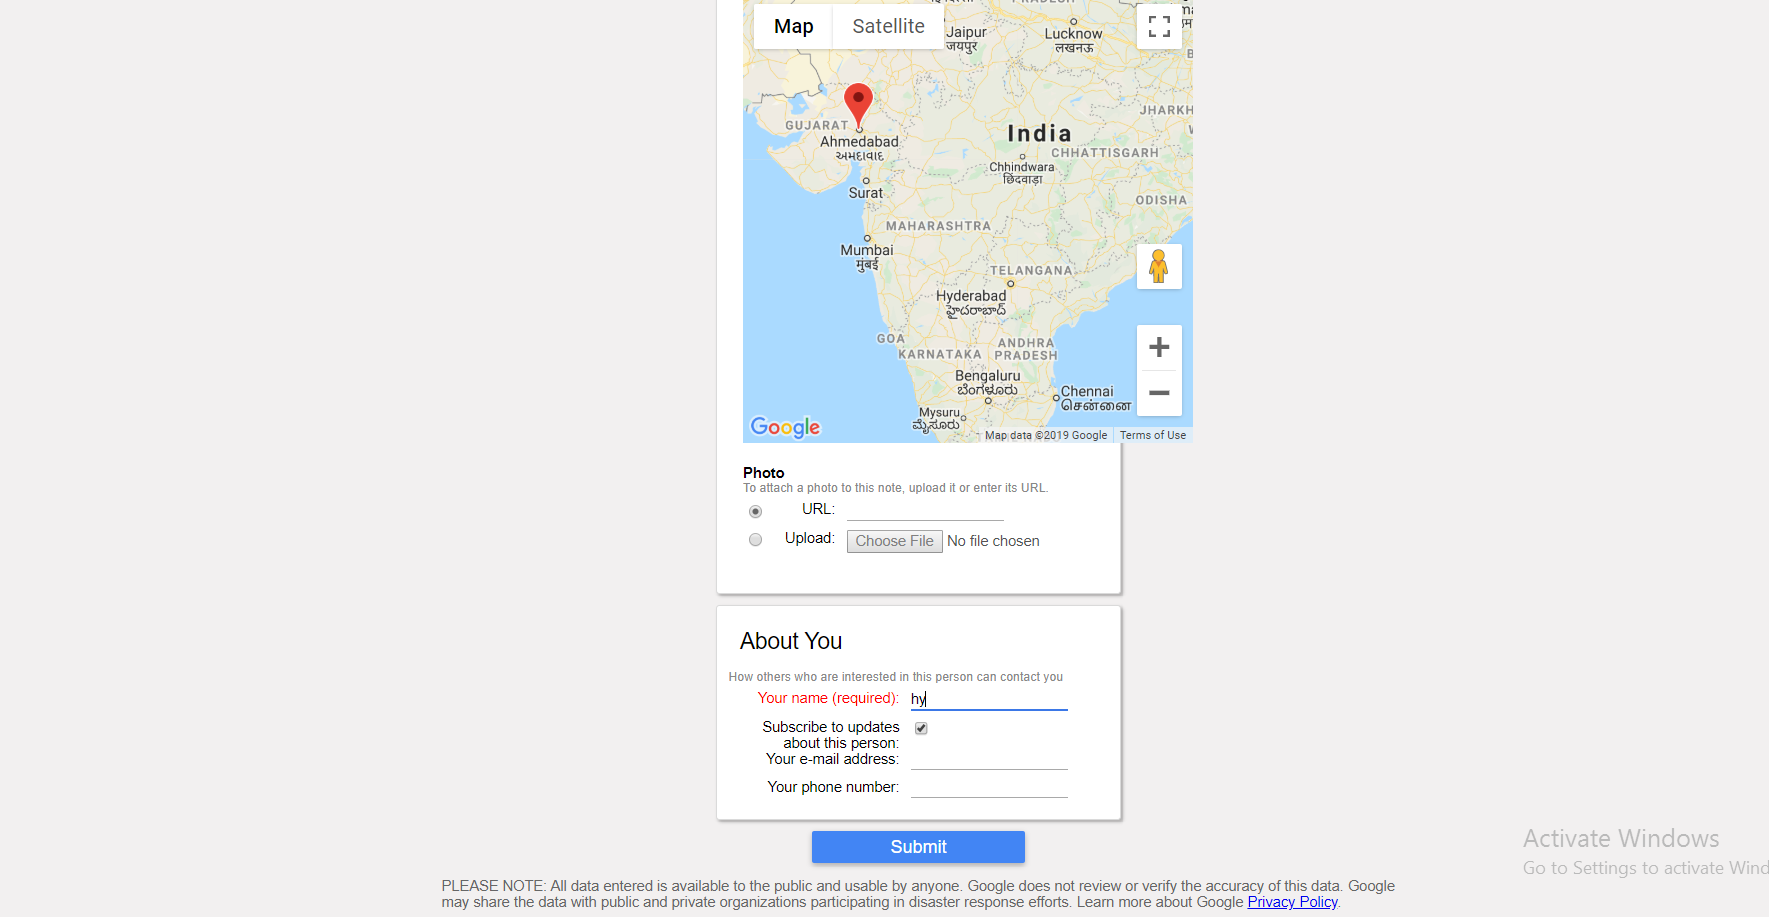 Map
Satellite
Jaipur
जयपुर
Lucknow
लखनऊ
JHARKH
GUJARAT
Ahmedabad
અમદાવાદ
India
CHHATTISGARH
Chhindwara
छिंदवाड़ा
Surat
ODISHA
MAHARASHTRA
Mumbai
मुंबई
TELANGANA
Hyderabad
హైదరాబాద్
GOA
KARNATAKA
ANDHRA
PRADESH
Bengaluru
ಬೆಂಗಳೂರು
Chennai
சென்னை
Mysuru
ಮೈಸೂರು
Google
Map data ©2019 Google
Terms of Use
Photo
To attach a photo to this note, upload it or enter its URL.
URL:
Upload: Choose File No file chosen
About You
How others who are interested in this person can contact you
Your name (required): hy
Subscribe to updates
about this person:
Your e-mail address:
Your phone number:
Submit
Activate Windows
Go to Settings to activate Wind
PLEASE NOTE: All data entered is available to the public and usable by anyone. Google does not review or verify the accuracy of this data. Google
may share the data with public and private organizations participating in disaster response efforts. Learn more about Google Privacy Policy.